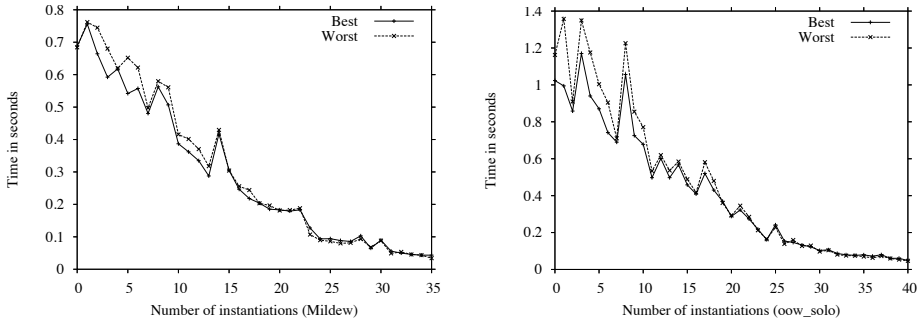 0.8
0.7
0.6
0.5
0.4
0.3
0.2
0.1
0
0 5 10 15 20 25 30 35
Time in seconds
Number of instantiations (Mildew)
Best
Worst
1.4
1.2
1
0.8
0.6
0.4
0.2
0
0 5 10 15 20 25 30 35 40
Time in seconds
Number of instantiations (oow_solo)
Best
Worst